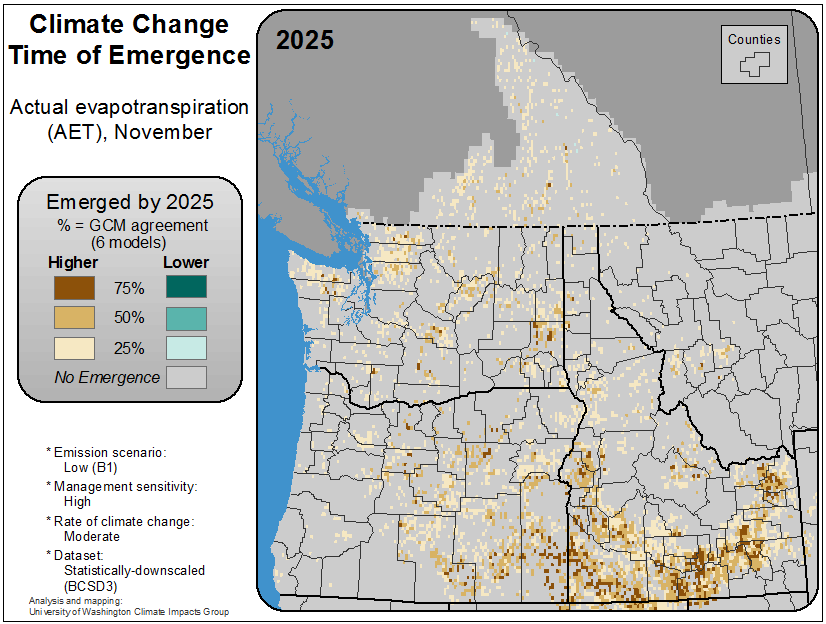 Climate Change
Time of Emergence
Actual evapotranspiration
(AET), November
Emerged by 2025
% = GCM agreement
(6 models)
Higher Lower
75%
50%
25%
No Emergence
* Emission scenario:
Low (B1)
* Management sensitivity:
High
* Rate of climate change:
Moderate
* Dataset:
Statistically-downscaled
(BCSD3)
Analysis and mapping:
University of Washington Climate Impacts Group
2025
Counties